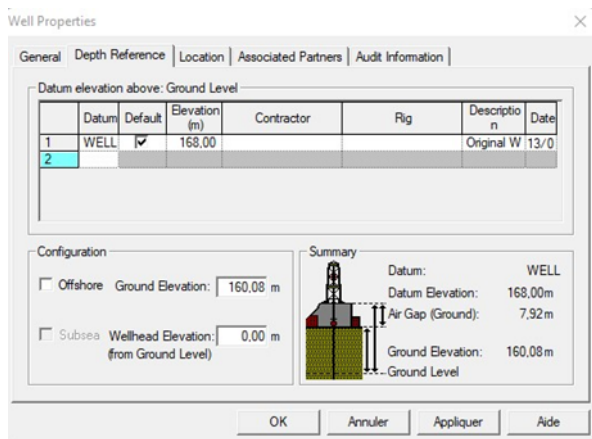 Well Properties
General Depth Reference Location Associated Partners Audit Information
Datum elevation above: Ground Level
Datum Default Elevation (m) Contractor Rig Descriptio n Date
1 WELL 168,00 Original W 13/0
2
Configuration
Offshore Ground Elevation: 160,08 m
Subsea Wellhead Elevation: 0,00 m
(from Ground Level)
Summary
Datum: WELL
Datum Elevation: 168,00m
Air Gap (Ground): 7,92m
Ground Elevation: 160,08m
Ground Level
OK Annuler Appliquer Aide